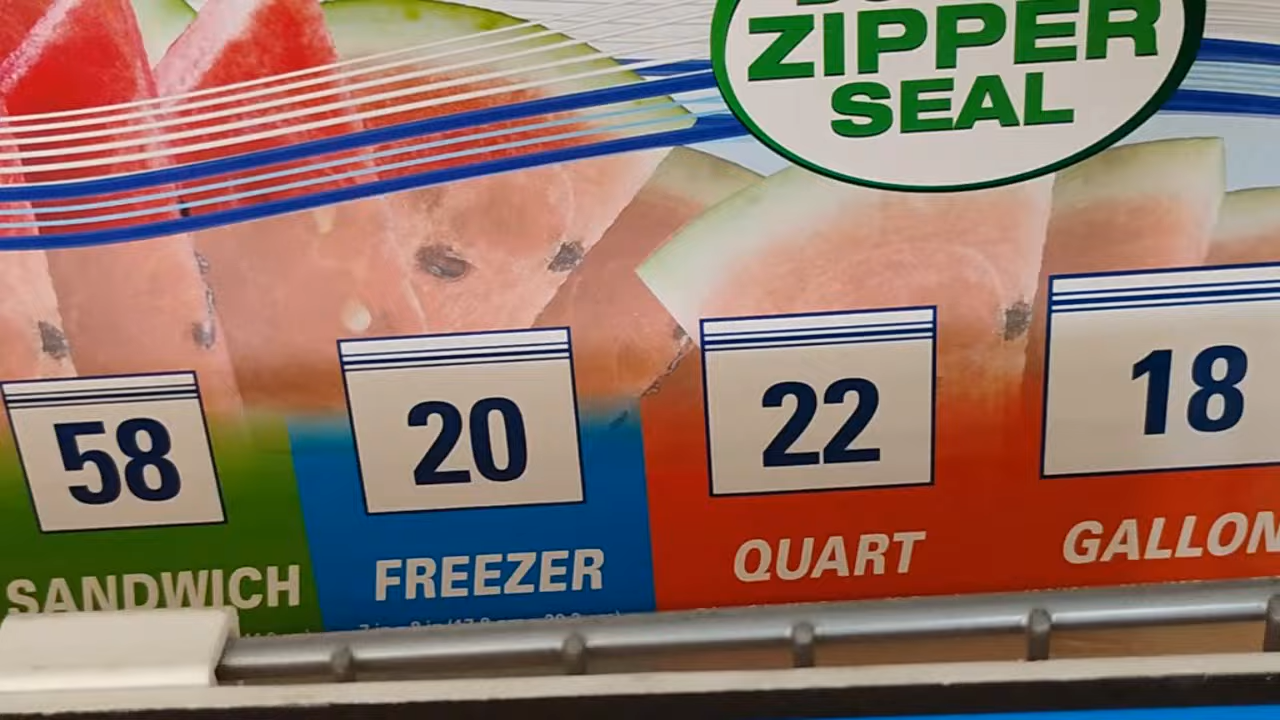 ZIPPER
SEAL
58
20
22
18
SANDWICH
FREEZER
QUART
GALLON